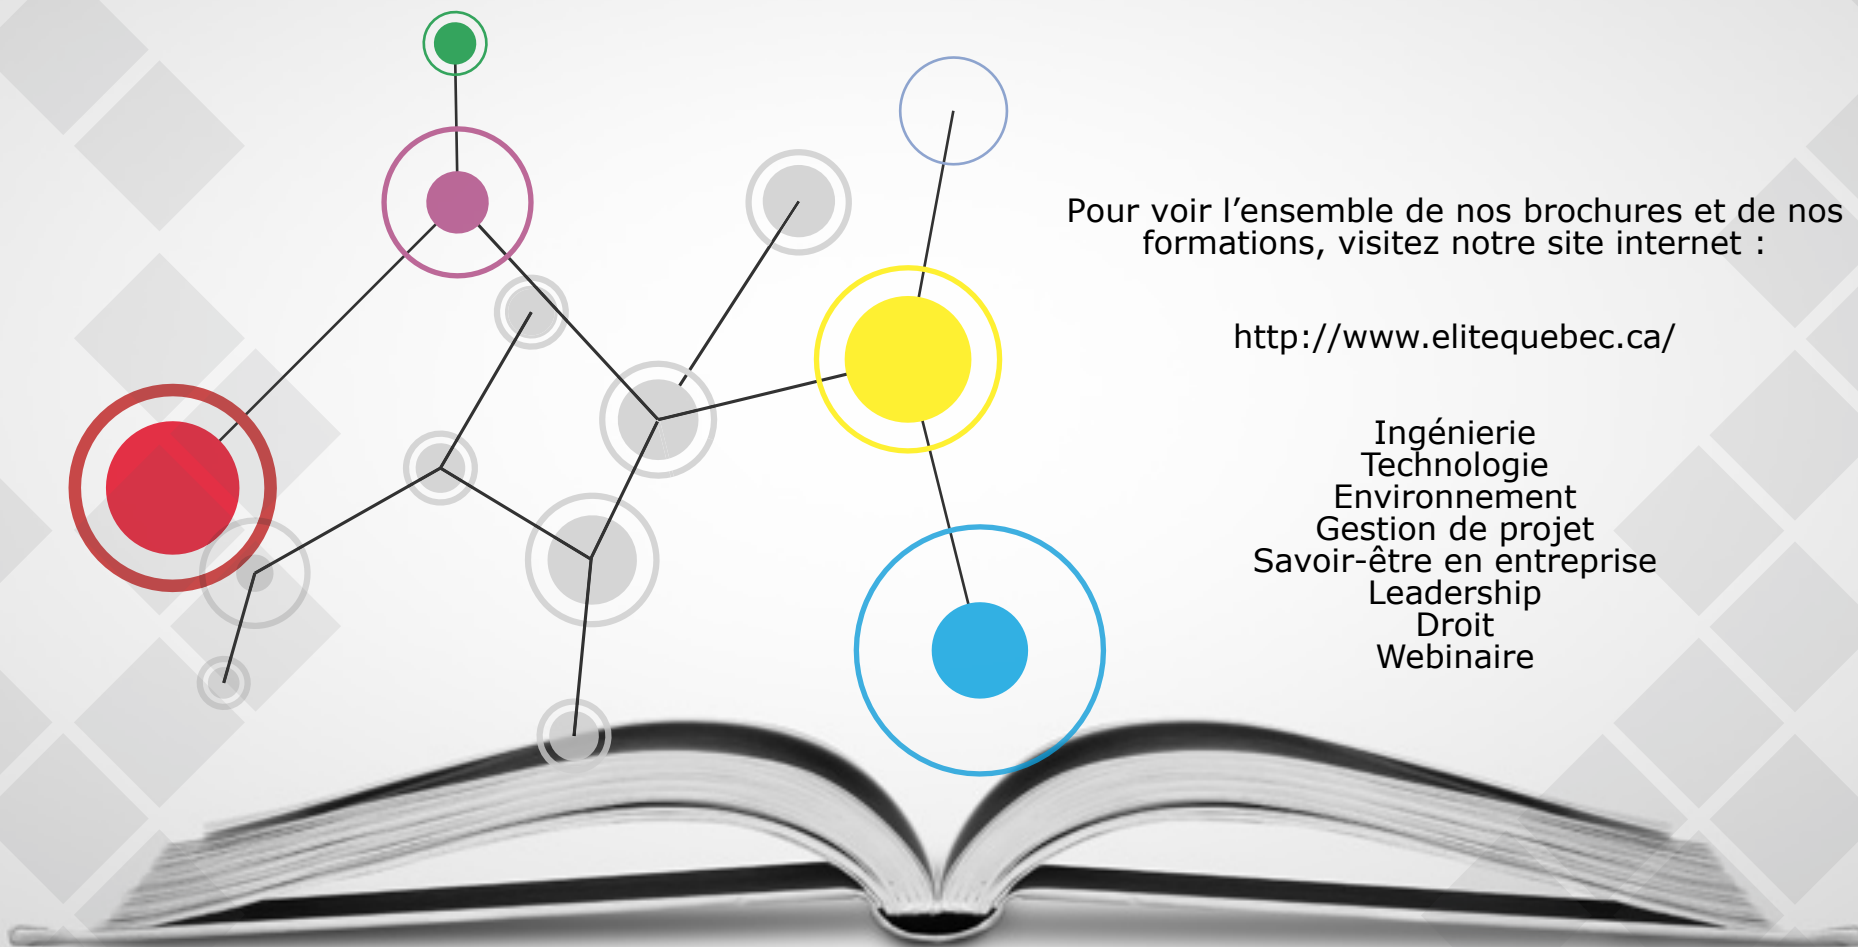 Pour voir l’ensemble de nos brochures et de nos
formations, visitez notre site internet :
http://www.elitequebec.ca/
Ingénierie
Technologie
Environnement
Gestion de projet
Savoir-être en entreprise
Leadership
Droit
Webinaire